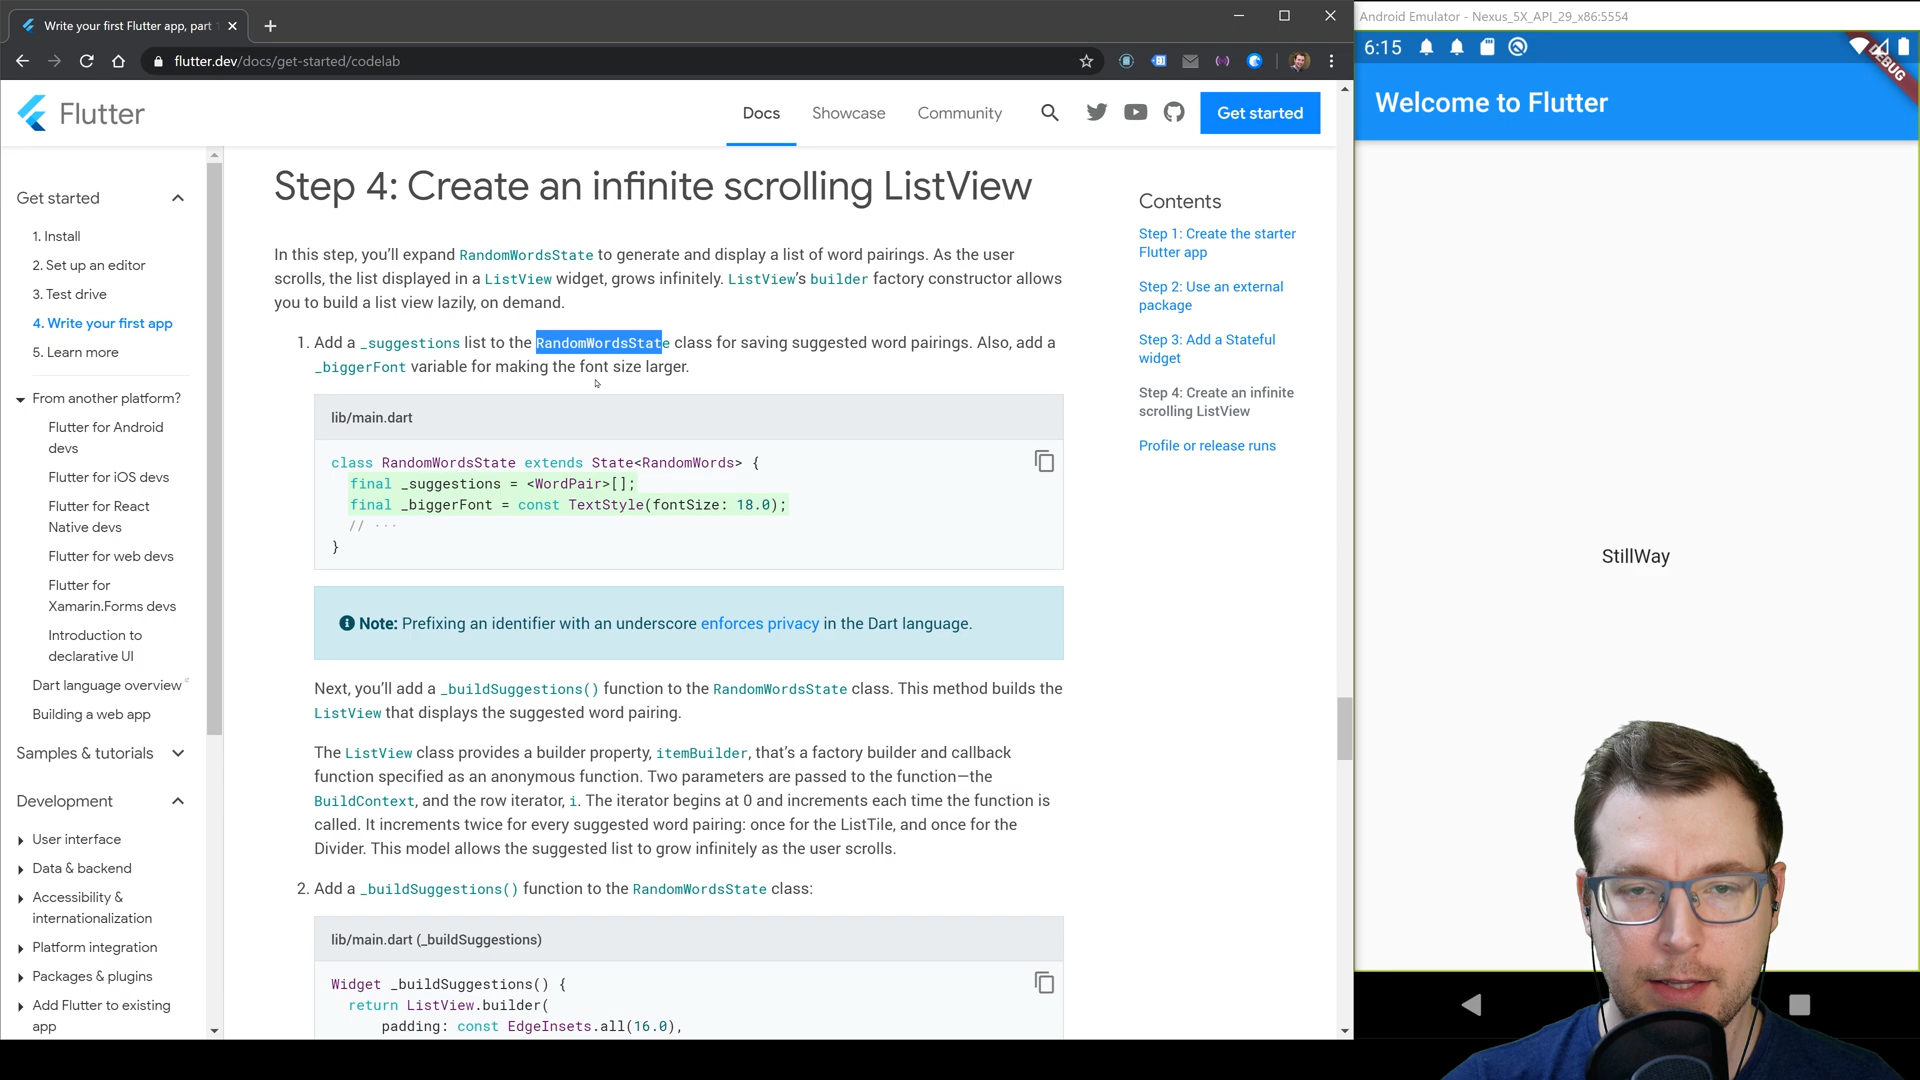 Write your first Flutter app, part 1
flutter.dev/docs/get-started/codelab
Flutter
Docs
Showcase
Community
Get started
Get started
1. Install
2. Set up an editor
3. Test drive
4. Write your first app
5. Learn more
From another platform?
Flutter for Android
devs
Flutter for iOS devs
Flutter for React
Native devs
Flutter for web devs
Flutter for
Xamarin.Forms devs
Introduction to
declarative UI
Dart language overview
Building a web app
Samples & tutorials
Development
User interface
Data & backend
Accessibility &
internationalization
Platform integration
Packages & plugins
Add Flutter to existing
app
Step 4: Create an infinite scrolling ListView
In this step, you’ll expand RandomWordsState to generate and display a list of word pairings. As the user
scrolls, the list displayed in a ListView widget, grows infinitely. ListView’s builder factory constructor allows
you to build a list view lazily, on demand.
1. Add a _suggestions list to the RandomWordsState class for saving suggested word pairings. Also, add a
_biggerFont variable for making the font size larger.
lib/main.dart
class RandomWordsState extends State<RandomWords> {
final _suggestions = <WordPair>[];
final _biggerFont = const TextStyle(fontSize: 18.0);
// ···
}
Note: Prefixing an identifier with an underscore enforces privacy in the Dart language.
Next, you’ll add a _buildSuggestions() function to the RandomWordsState class. This method builds the
ListView that displays the suggested word pairing.
The ListView class provides a builder property, itemBuilder, that’s a factory builder and callback
function specified as an anonymous function. Two parameters are passed to the function—the
BuildContext, and the row iterator, i. The iterator begins at 0 and increments each time the function is
called. It increments twice for every suggested word pairing: once for the ListTile, and once for the
Divider. This model allows the suggested list to grow infinitely as the user scrolls.
2. Add a _buildSuggestions() function to the RandomWordsState class:
lib/main.dart (_buildSuggestions)
Widget _buildSuggestions() {
return ListView.builder(
padding: const EdgeInsets.all(16.0),
Contents
Step 1: Create the starter
Flutter app
Step 2: Use an external
package
Step 3: Add a Stateful
widget
Step 4: Create an infinite
scrolling ListView
Profile or release runs
Android Emulator - Nexus_5X_API_29_x86:5554
6:15
DEBUG
Welcome to Flutter
StillWay